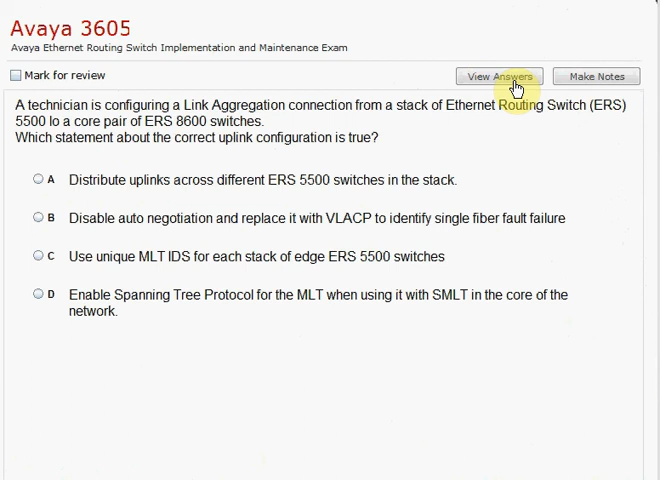 Avaya 3605
Avaya Ethernet Routing Switch Implementation and Maintenance Exam
Mark for review
View Answers
Make Notes
A technician is configuring a Link Aggregation connection from a stack of Ethernet Routing Switch (ERS)
5500 lo a core pair of ERS 8600 switches.
Which statement about the correct uplink configuration is true?
A Distribute uplinks across different ERS 5500 switches in the stack.
B Disable auto negotiation and replace it with VLACP to identify single fiber fault failure
C Use unique MLT IDS for each stack of edge ERS 5500 switches
D Enable Spanning Tree Protocol for the MLT when using it with SMLT in the core of the
network.